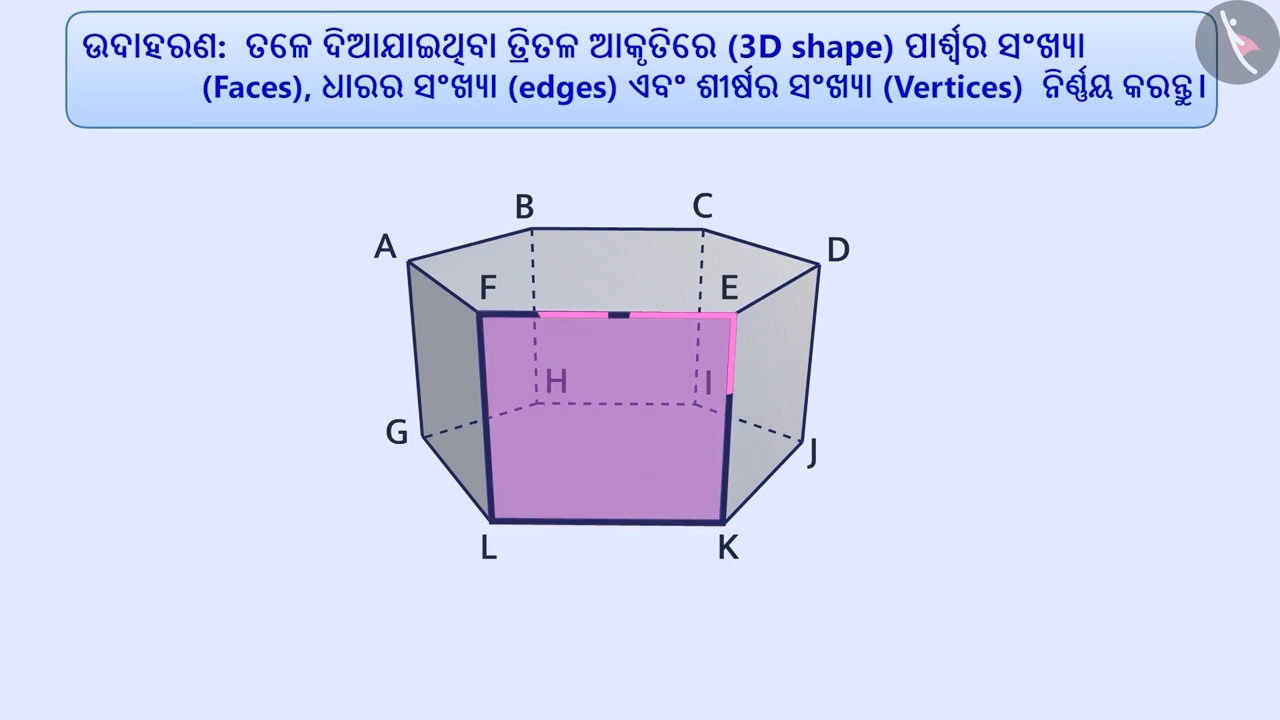 ଉଦାହରଣ: ତଳେ ଦିଆଯାଇଥିବା ତ୍ରିତଳ ଆକୃତିରେ (3D shape) ପାର୍ଶ୍ୱର ସଂଖ୍ୟା
(Faces), ଧାରର ସଂଖ୍ୟା (edges) ଏବଂ ଶୀର୍ଷର ସଂଖ୍ୟା (Vertices) ନିର୍ଣ୍ଣୟ କରନ୍ତୁ।
B C
A D
F E
H I
G J
L K